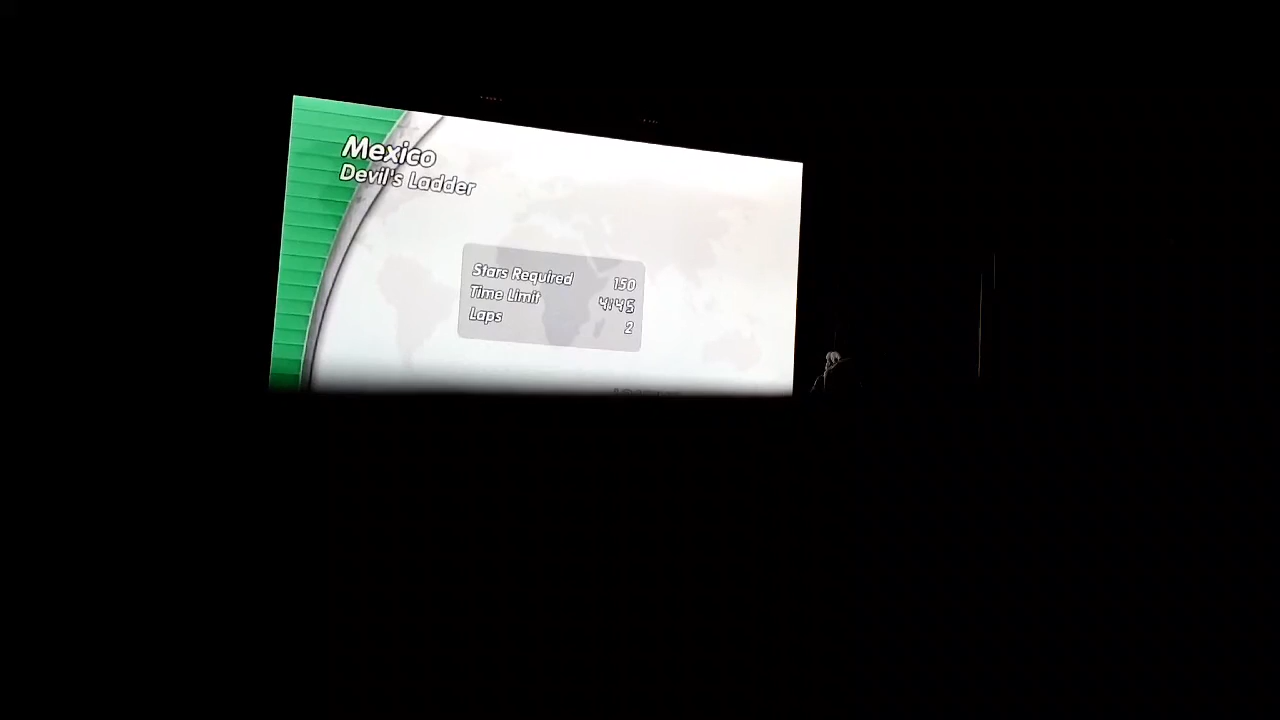 Mexico
Devil's Ladder
Stars Required 150
Time Limit 4:45
Laps 2